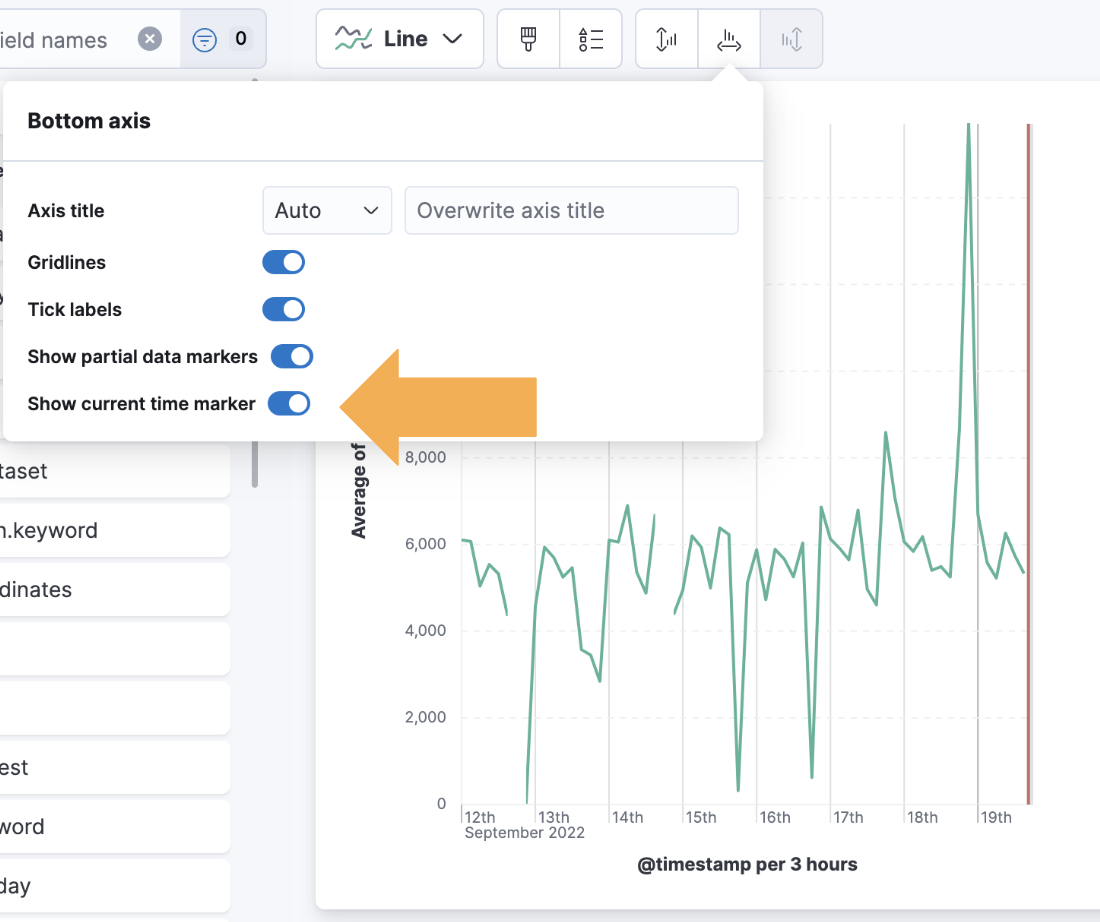 ield names
0
Line
Bottom axis
Axis title
Auto
Overwrite axis title
Gridlines
Tick labels
Show partial data markers
Show current time marker
taset
n.keyword
dinates
est
word
day
Average of
8,000
6,000
4,000
2,000
0
12th
13th
14th
15th
16th
17th
18th
19th
September 2022
@timestamp per 3 hours